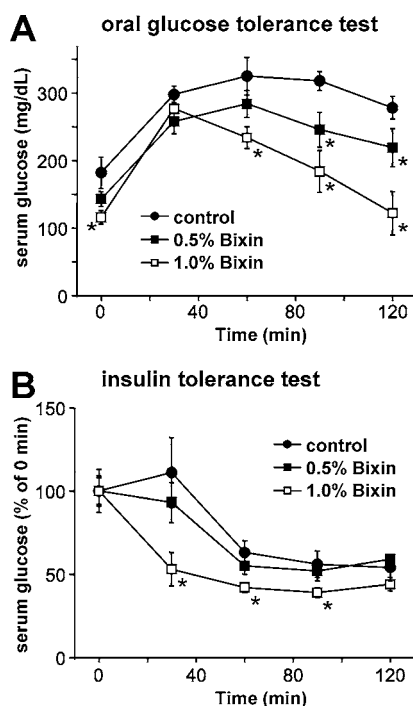 A oral glucose tolerance test
serum glucose (mg/dL)
300
200
100
0
*
*
*
*
*
*
control
0.5% Bixin
1.0% Bixin
0 40 80 120
Time (min)
B insulin tolerance test
serum glucose (% of 0 min)
150
100
50
0
control
0.5% Bixin
1.0% Bixin
*
*
*
0 40 80 120
Time (min)